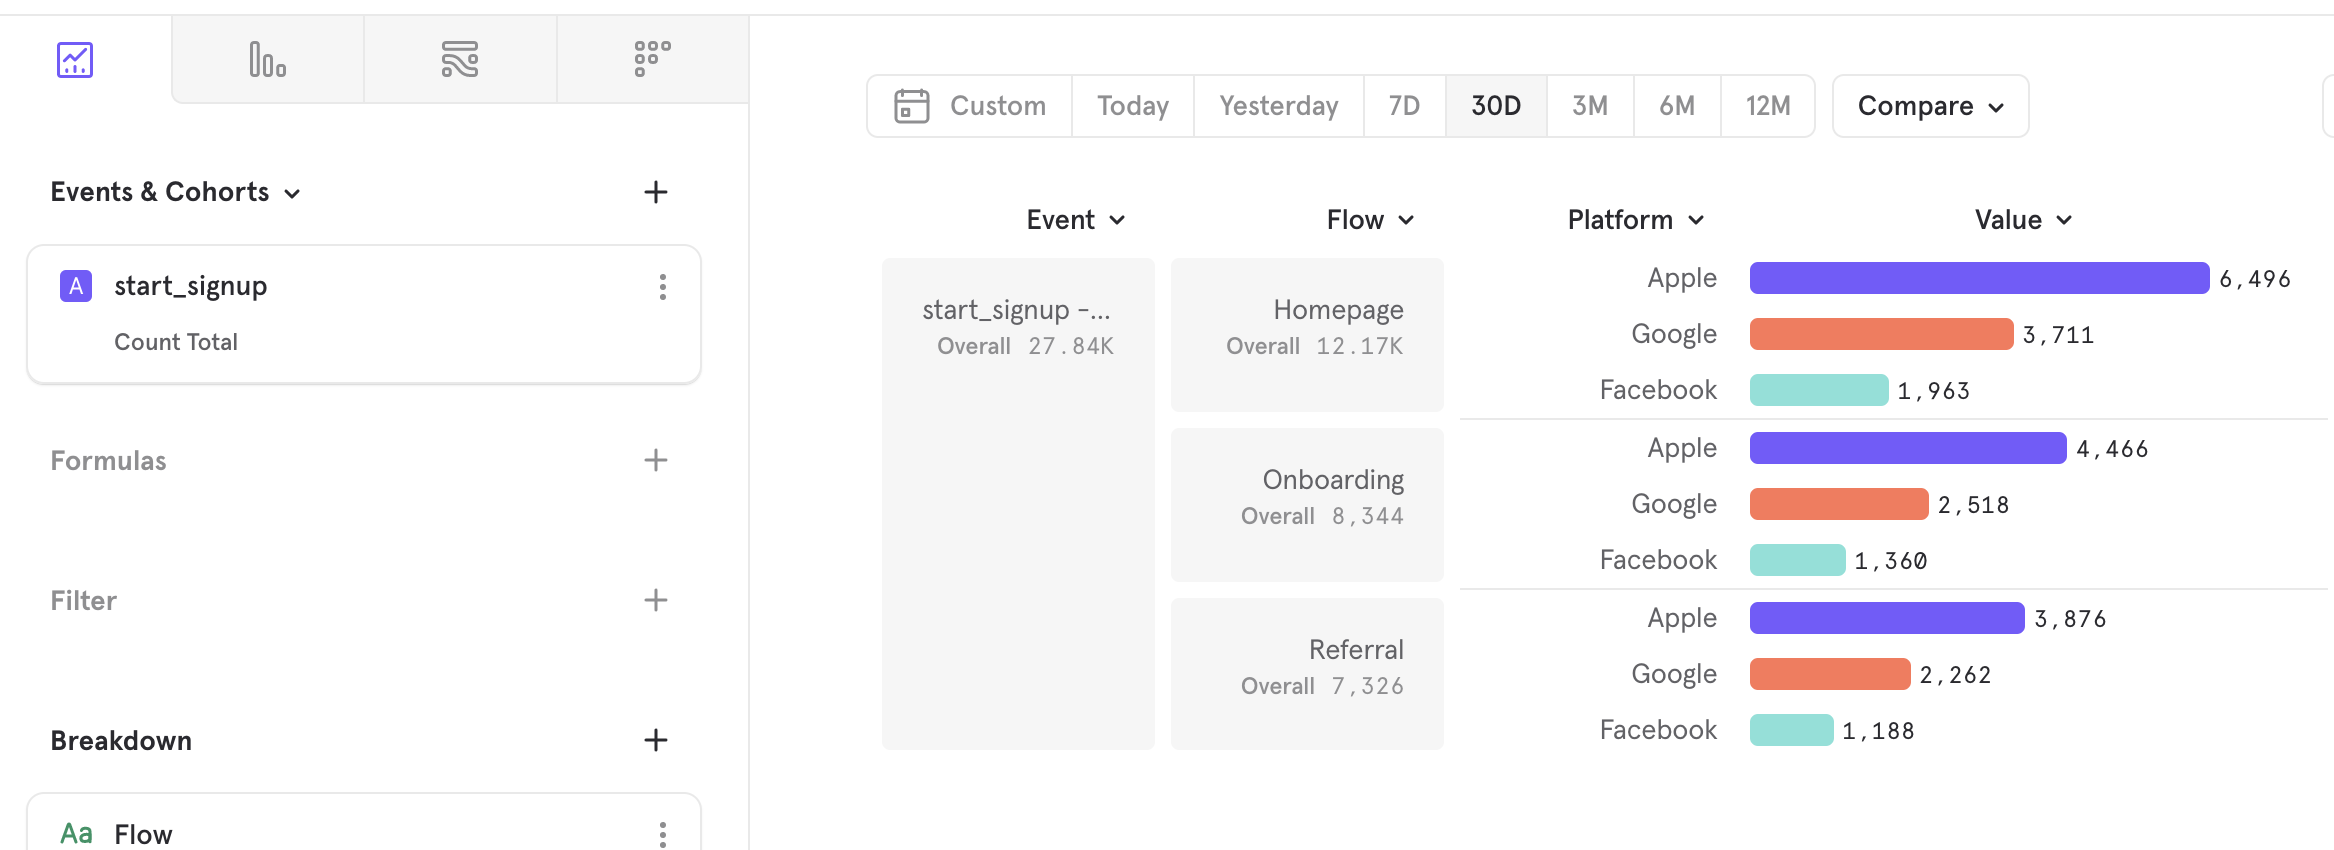 Custom Today Yesterday 7D 30D 3M 6M 12M Compare
Events & Cohorts
A start_signup
Count Total
Formulas
Filter
Breakdown
Aa Flow
Event Flow Platform Value
start_signup -...
Overall 27.84K
Homepage
Overall 12.17K
Apple 6,496
Google 3,711
Facebook 1,963
Onboarding
Overall 8,344
Apple 4,466
Google 2,518
Facebook 1,360
Referral
Overall 7,326
Apple 3,876
Google 2,262
Facebook 1,188